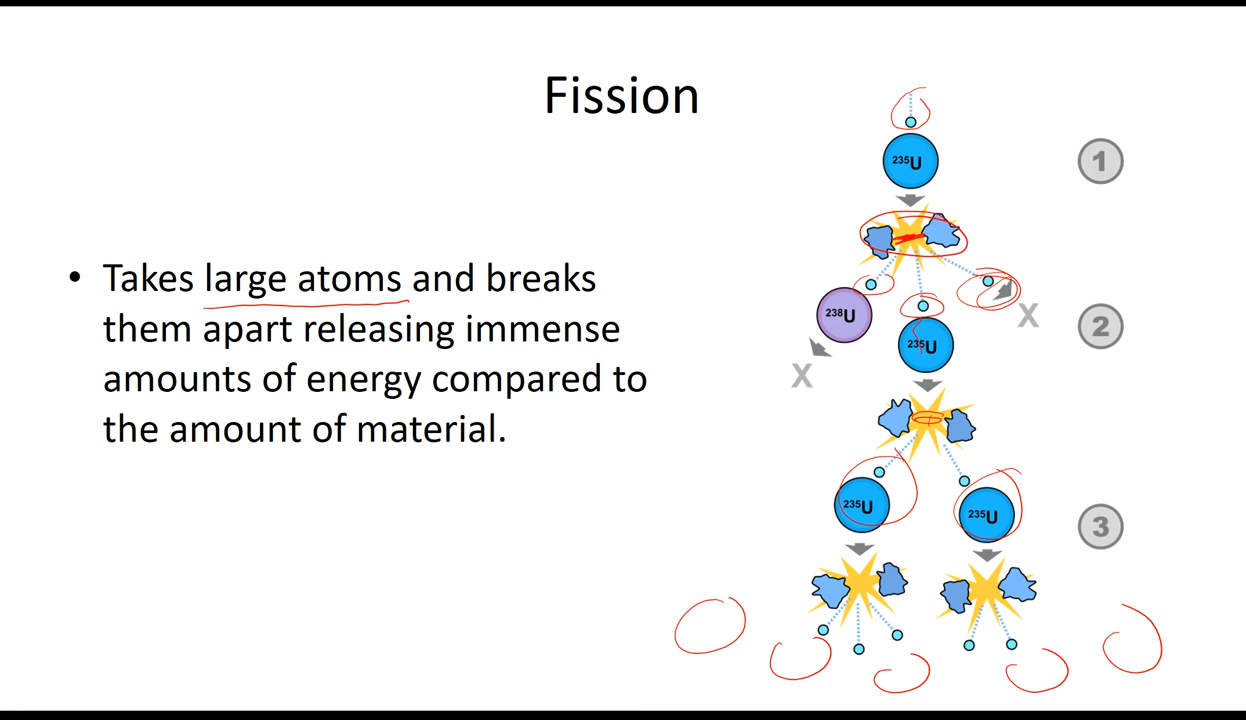 Fission
• Takes large atoms and breaks
them apart releasing immense
amounts of energy compared to
the amount of material.
235U
1
238U
235U
X
X
2
235U
235U
3